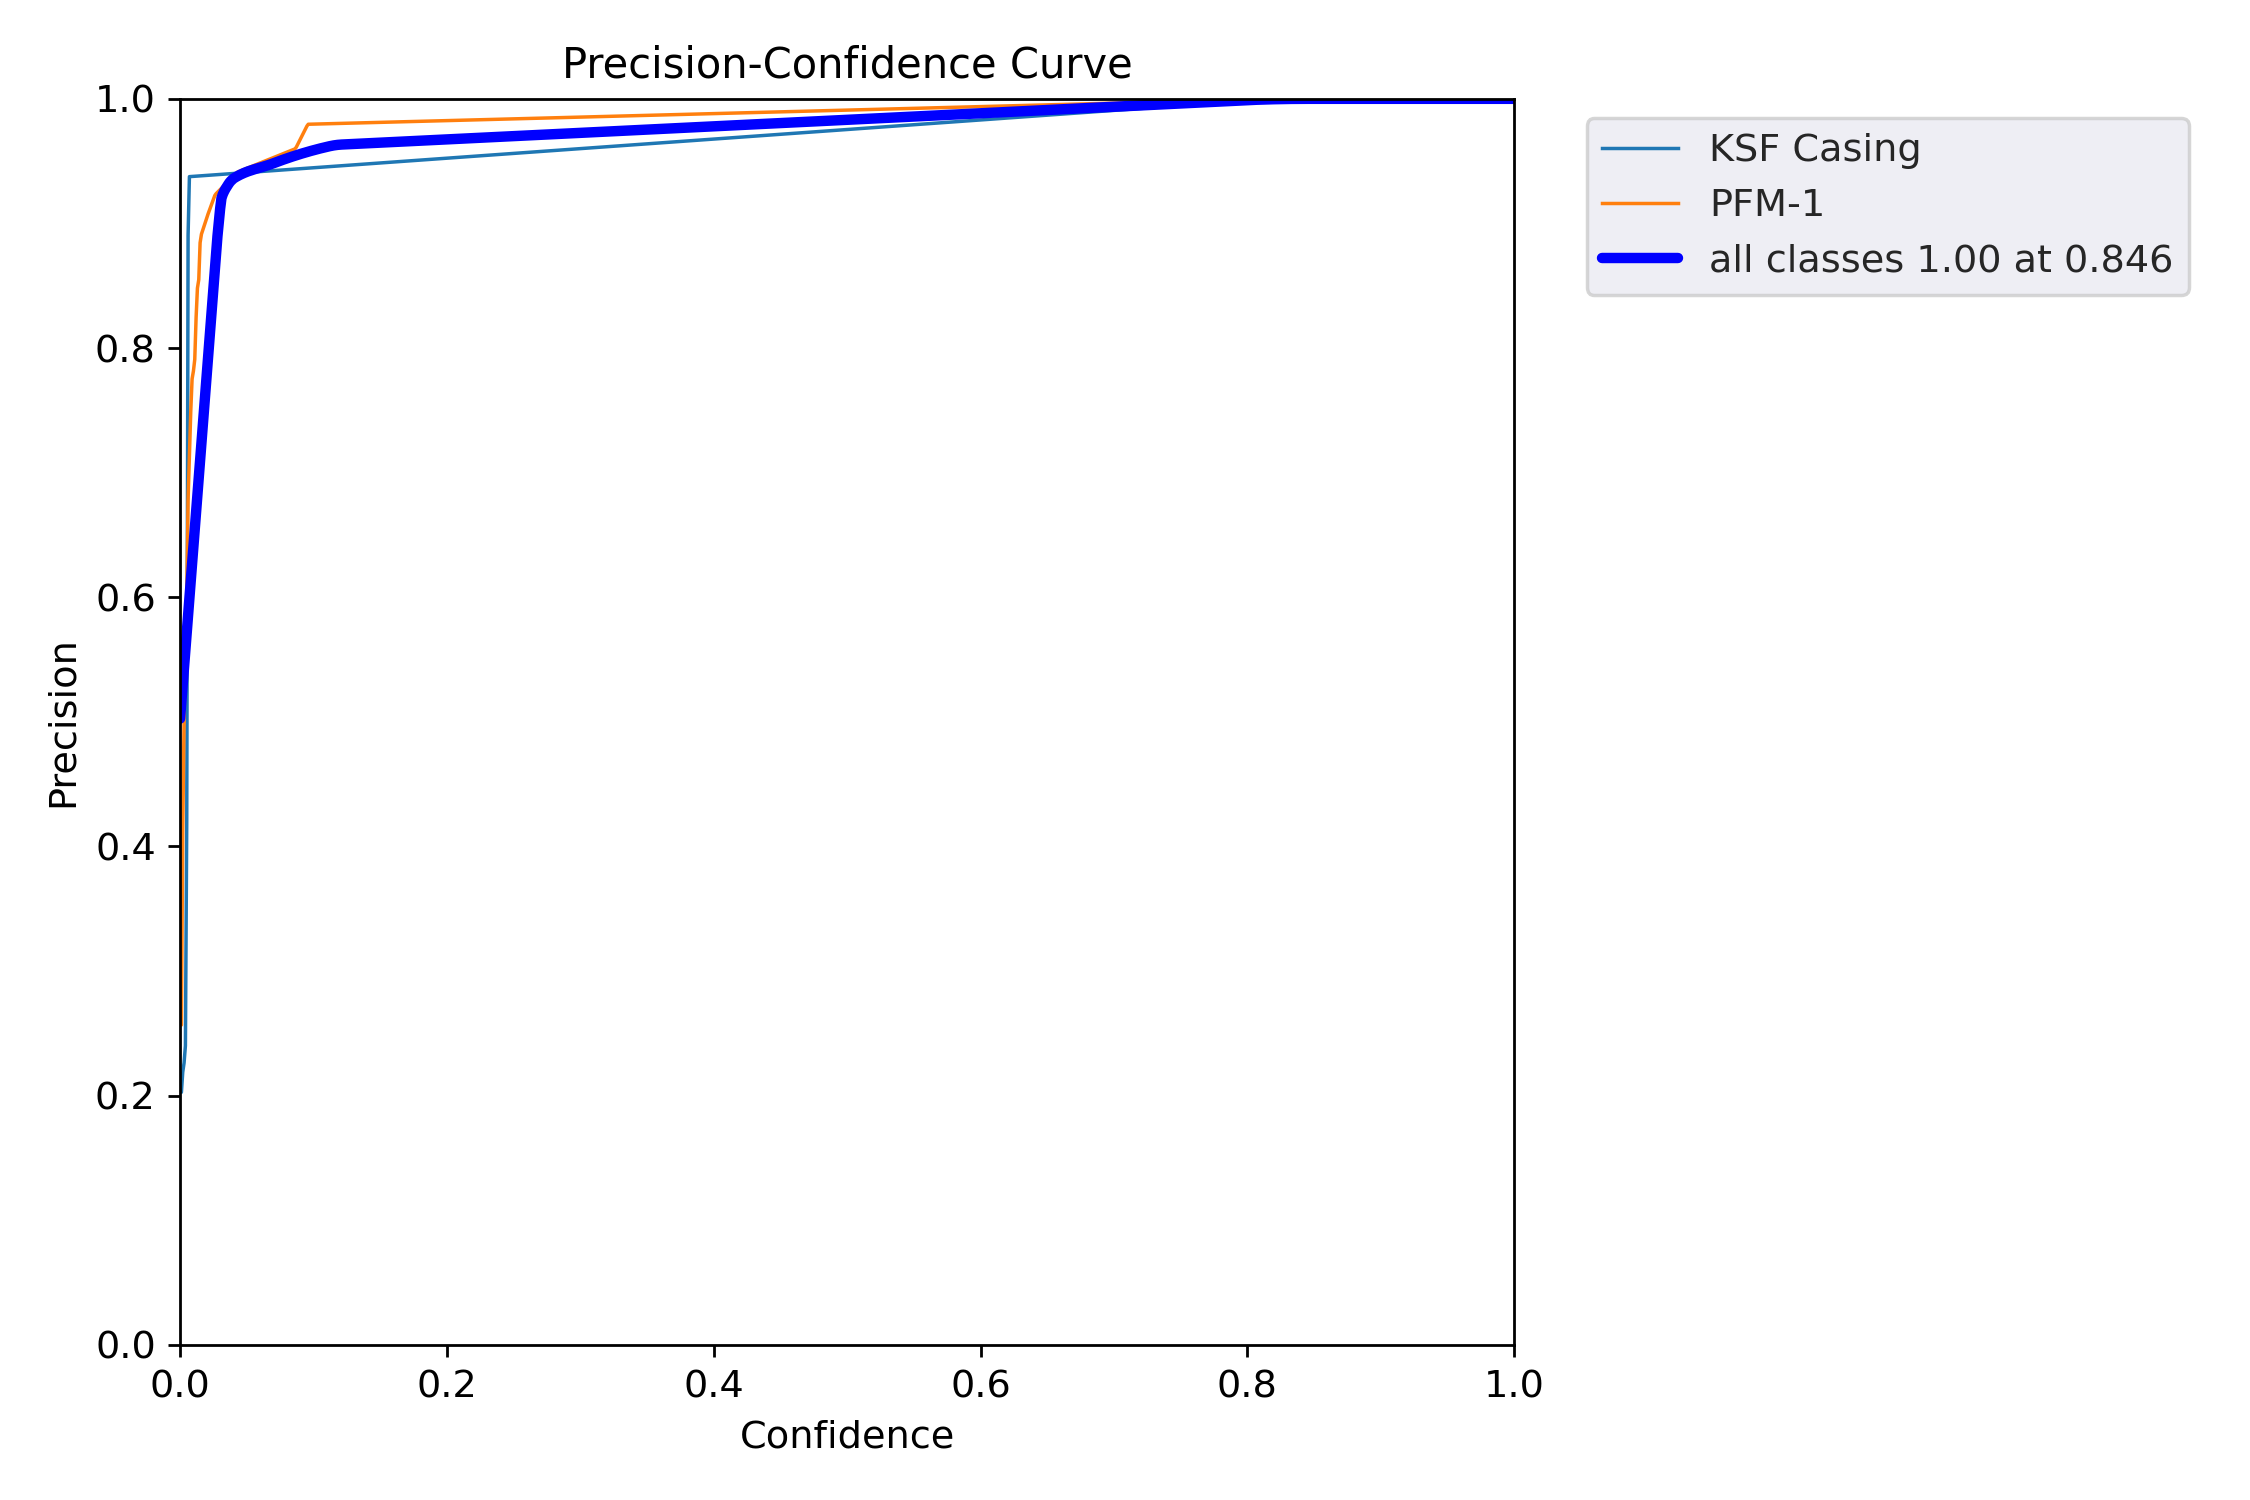 Precision-Confidence Curve
1.0
0.8
0.6
0.4
0.2
0.0
Precision
0.0 0.2 0.4 0.6 0.8 1.0
Confidence
KSF Casing
PFM-1
all classes 1.00 at 0.846